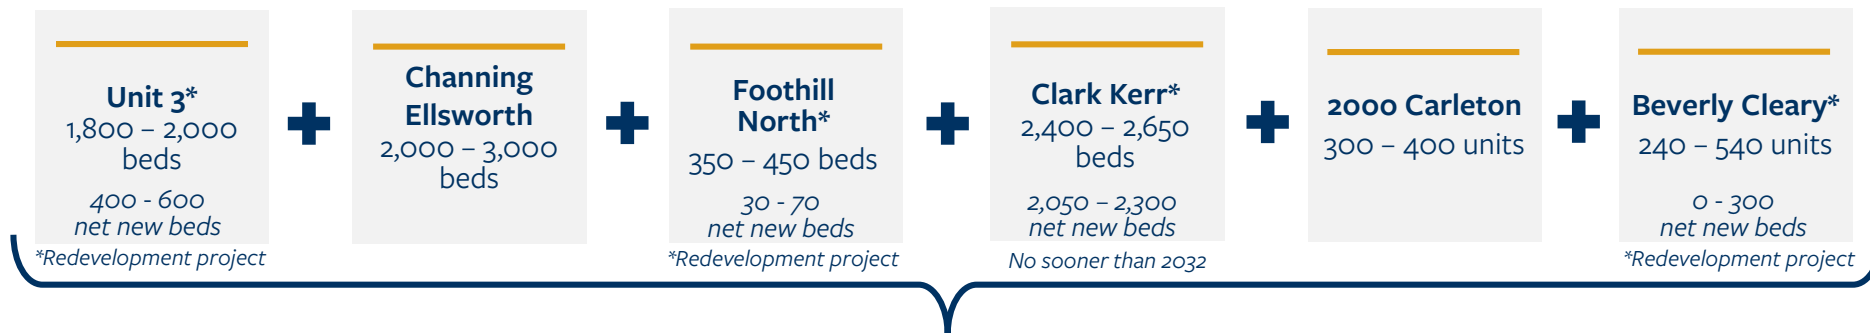 Unit 3*
1,800 – 2,000
beds
400 - 600
net new beds
*Redevelopment project
Channing
Ellsworth
2,000 – 3,000
beds
Foothill
North*
350 – 450 beds
30 - 70
net new beds
*Redevelopment project
Clark Kerr*
2,400 – 2,650
beds
2,050 – 2,300
net new beds
No sooner than 2032
2000 Carleton
300 – 400 units
Beverly Cleary*
240 – 540 units
0 - 300
net new beds
*Redevelopment project